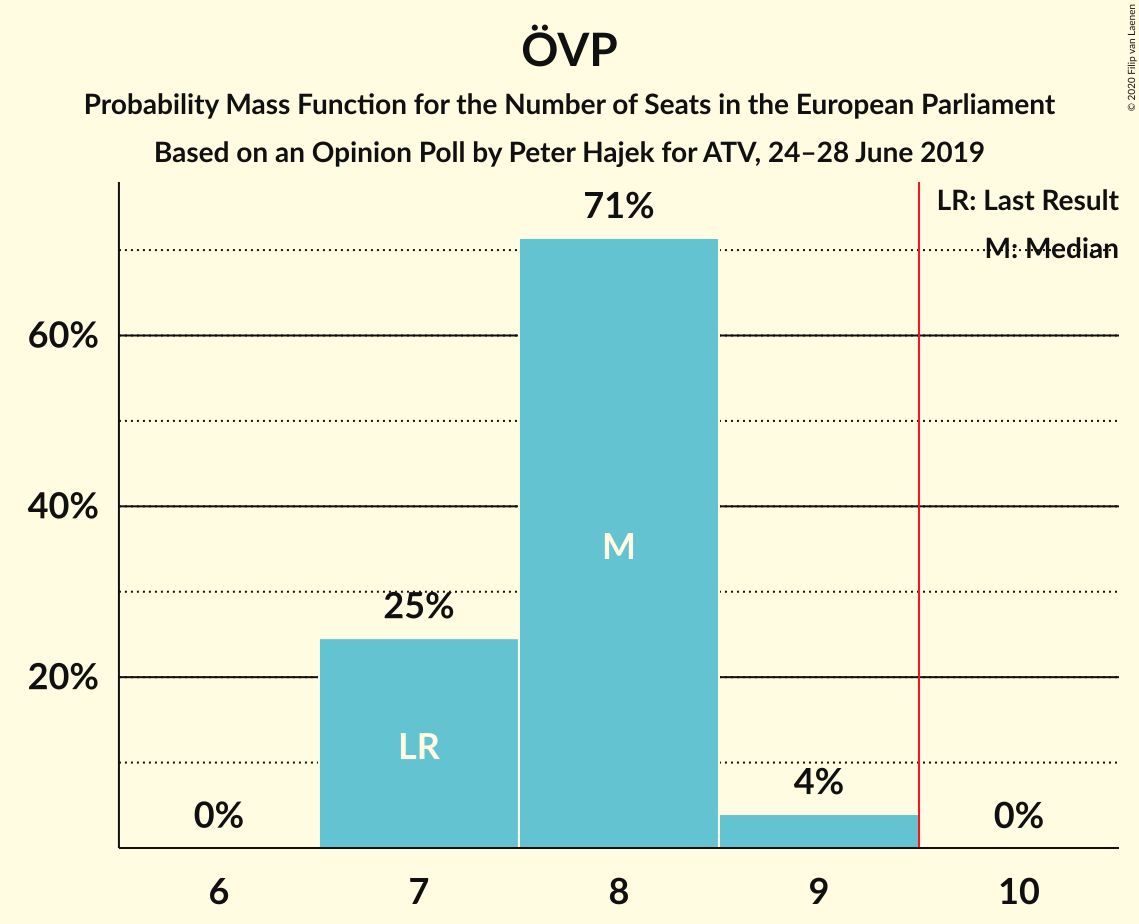 ÖVP
Probability Mass Function for the Number of Seats in the European Parliament
Based on an Opinion Poll by Peter Hajek for ATV, 24–28 June 2019
© 2020 Filip van Laenen
LR: Last Result
M: Median
71%
60%
40%
20%
25%
4%
0%
0%
M
LR
6
7
8
9
10